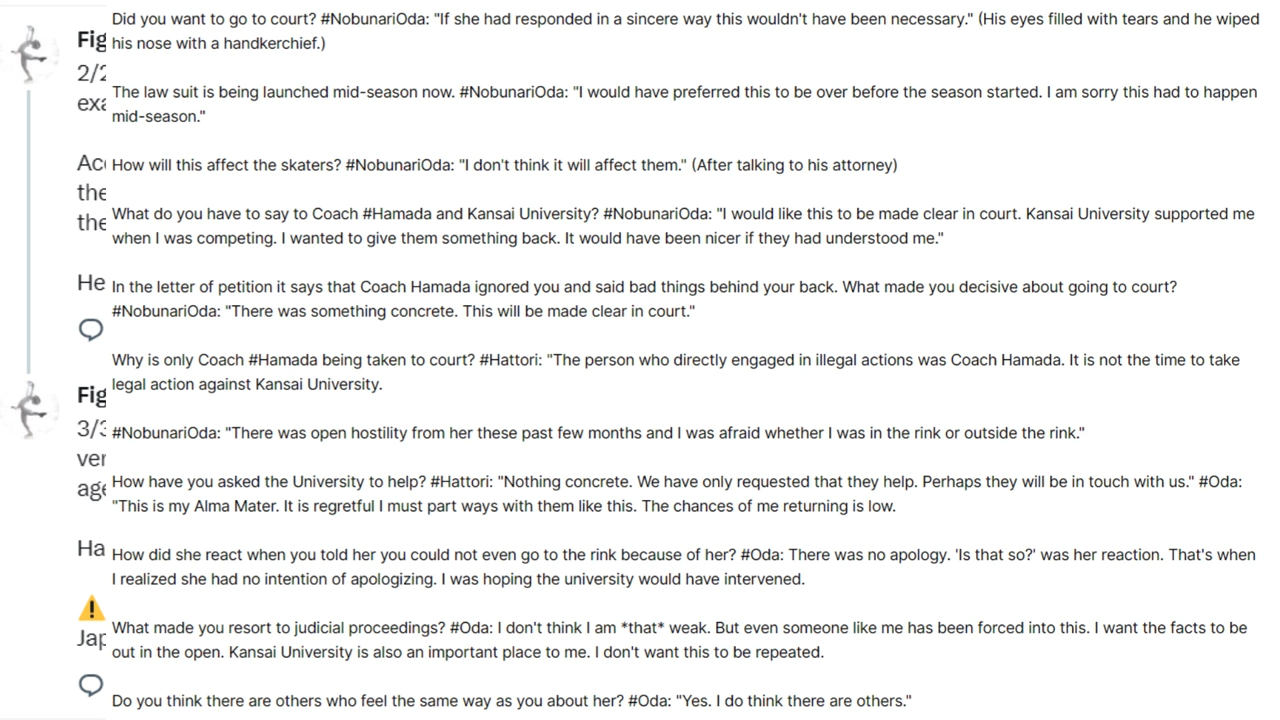 Did you want to go to court? #NobunariOda: "If she had responded in a sincere way this wouldn't have been necessary." (His eyes filled with tears and he wiped
his nose with a handkerchief.)
The law suit is being launched mid-season now. #NobunariOda: "I would have preferred this to be over before the season started. I am sorry this had to happen
mid-season."
How will this affect the skaters? #NobunariOda: "I don't think it will affect them." (After talking to his attorney)
What do you have to say to Coach #Hamada and Kansai University? #NobunariOda: "I would like this to be made clear in court. Kansai University supported me
when I was competing. I wanted to give them something back. It would have been nicer if they had understood me."
In the letter of petition it says that Coach Hamada ignored you and said bad things behind your back. What made you decisive about going to court?
#NobunariOda: "There was something concrete. This will be made clear in court."
Why is only Coach #Hamada being taken to court? #Hattori: "The person who directly engaged in illegal actions was Coach Hamada. It is not the time to take
legal action against Kansai University.
#NobunariOda: "There was open hostility from her these past few months and I was afraid whether I was in the rink or outside the rink."
How have you asked the University to help? #Hattori: "Nothing concrete. We have only requested that they help. Perhaps they will be in touch with us." #Oda:
"This is my Alma Mater. It is regretful I must part ways with them like this. The chances of me returning is low.
How did she react when you told her you could not even go to the rink because of her? #Oda: There was no apology. 'Is that so?' was her reaction. That's when
I realized she had no intention of apologizing. I was hoping the university would have intervened.
What made you resort to judicial proceedings? #Oda: I don't think I am *that* weak. But even someone like me has been forced into this. I want the facts to be
out in the open. Kansai University is also an important place to me. I don't want this to be repeated.
Do you think there are others who feel the same way as you about her? #Oda: "Yes. I do think there are others."
Fig
2/2
the
the
He
Fig
3/3
Ha